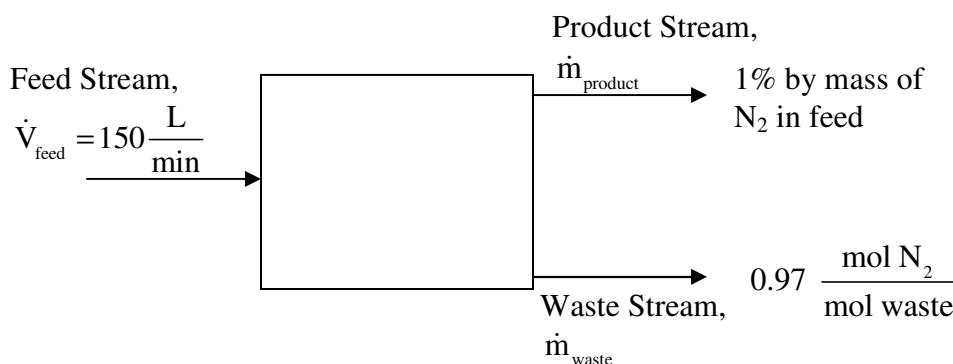 Product Stream,
ṁ_product
1% by mass of
N₂ in feed
Feed Stream,
V̇_feed = 150 L/min
0.97 mol N₂/mol waste
Waste Stream,
ṁ_waste